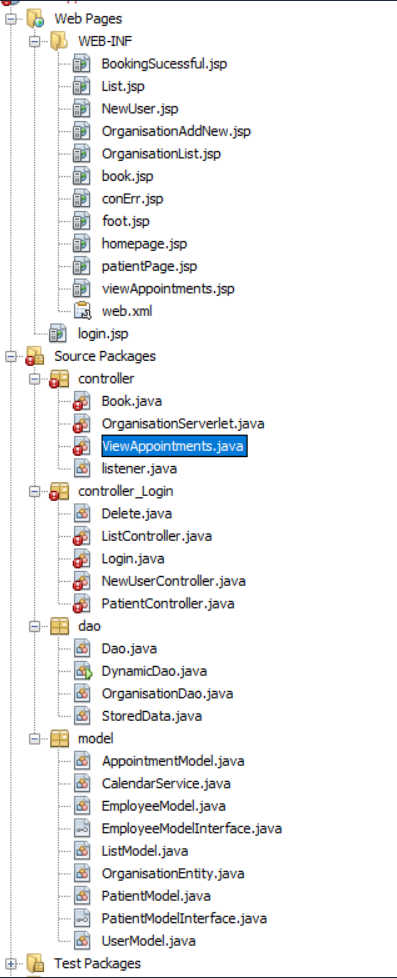 Web Pages
WEB-INF
BookingSucessful.jsp
List.jsp
NewUser.jsp
OrganisationAddNew.jsp
OrganisationList.jsp
book.jsp
conErr.jsp
foot.jsp
homepage.jsp
patientPage.jsp
viewAppointments.jsp
web.xml
login.jsp
Source Packages
controller
Book.java
OrganisationServerlet.java
ViewAppointments.java
listener.java
controller_Login
Delete.java
ListController.java
Login.java
NewUserController.java
PatientController.java
dao
Dao.java
DynamicDao.java
OrganisationDao.java
StoredData.java
model
AppointmentModel.java
CalendarService.java
EmployeeModel.java
EmployeeModelInterface.java
ListModel.java
OrganisationEntity.java
PatientModel.java
PatientModelInterface.java
UserModel.java
Test Packages